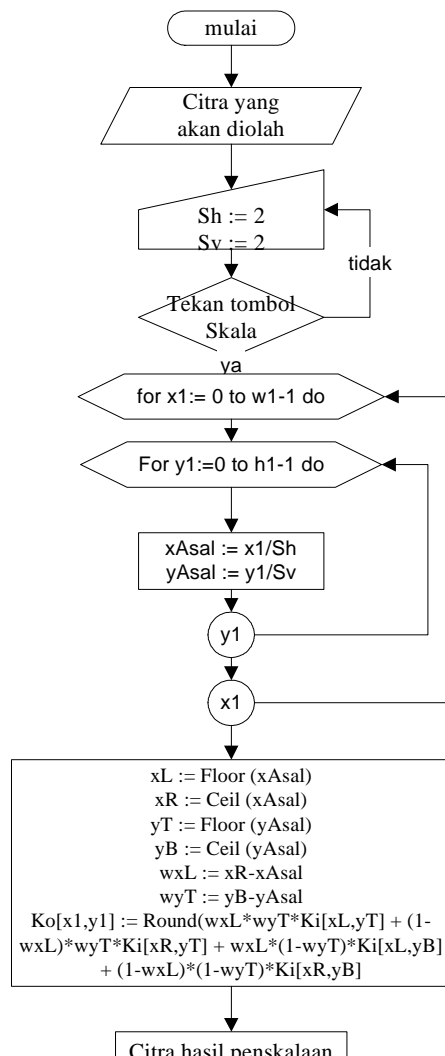 mulai
Citra yang
akan diolah
Sh := 2
Sv := 2
tidak
Tekan tombol
Skala
ya
for x1:= 0 to w1-1 do
For y1:=0 to h1-1 do
xAsal := x1/Sh
yAsal := y1/Sv
y1
x1
xL := Floor (xAsal)
xR := Ceil (xAsal)
yT := Floor (yAsal)
yB := Ceil (yAsal)
wxL := xR-xAsal
wyT := yB-yAsal
Ko[x1,y1] := Round(wxL*wyT*Ki[xL,yT] + (1-
wxL)*wyT*Ki[xR,yT] + wxL*(1-wyT)*Ki[xL,yB]
+ (1-wxL)*(1-wyT)*Ki[xR,yB]
Citra hasil penskalaan